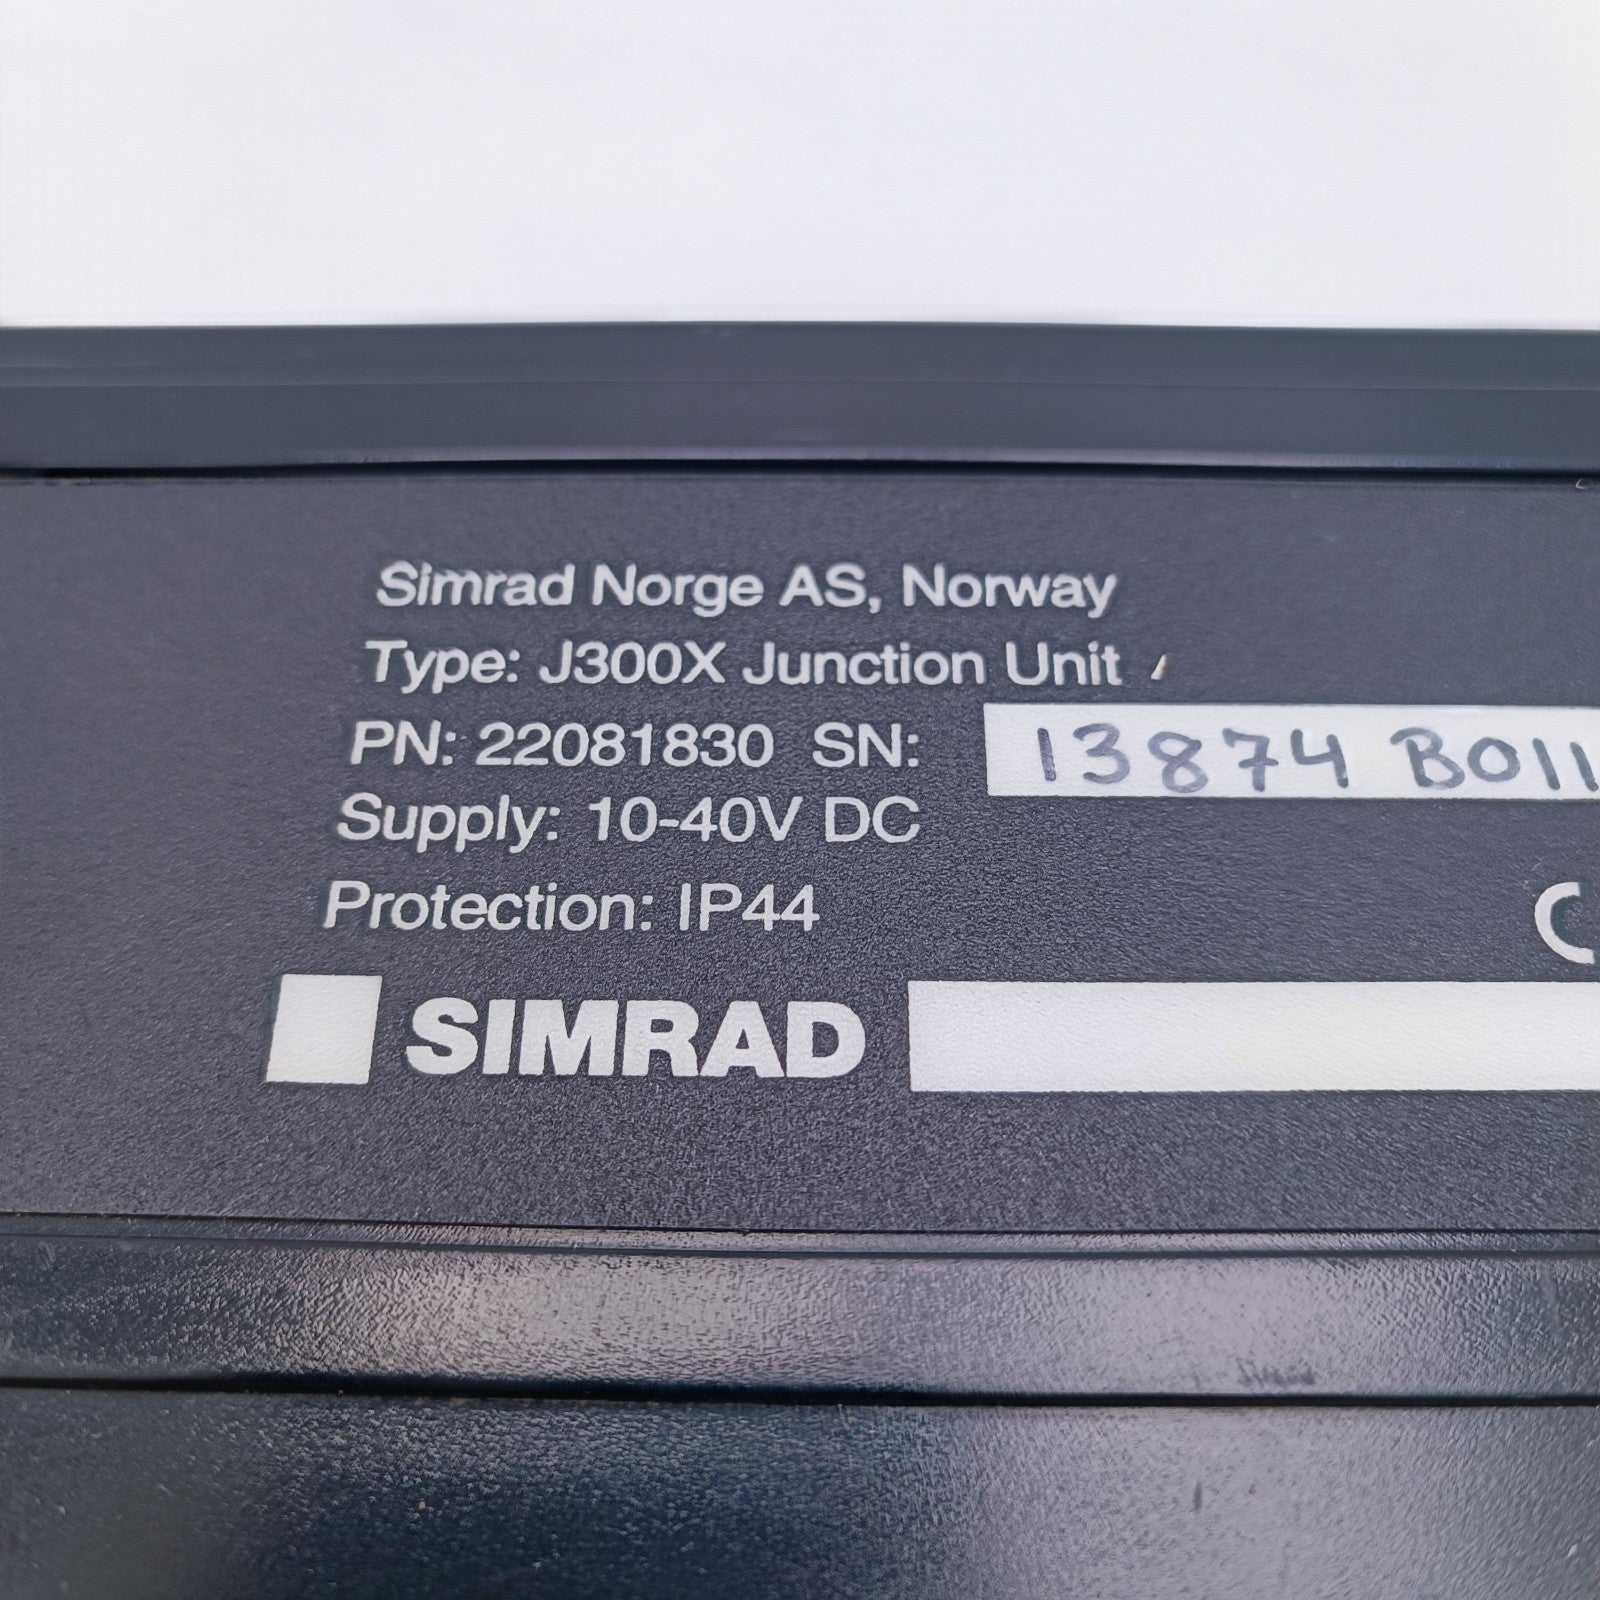 Simrad Norge AS, Norway
Type: J300X Junction Unit
PN: 22081830 SN: 13874 B011
Supply: 10-40V DC
Protection: IP44
C
SIMRAD